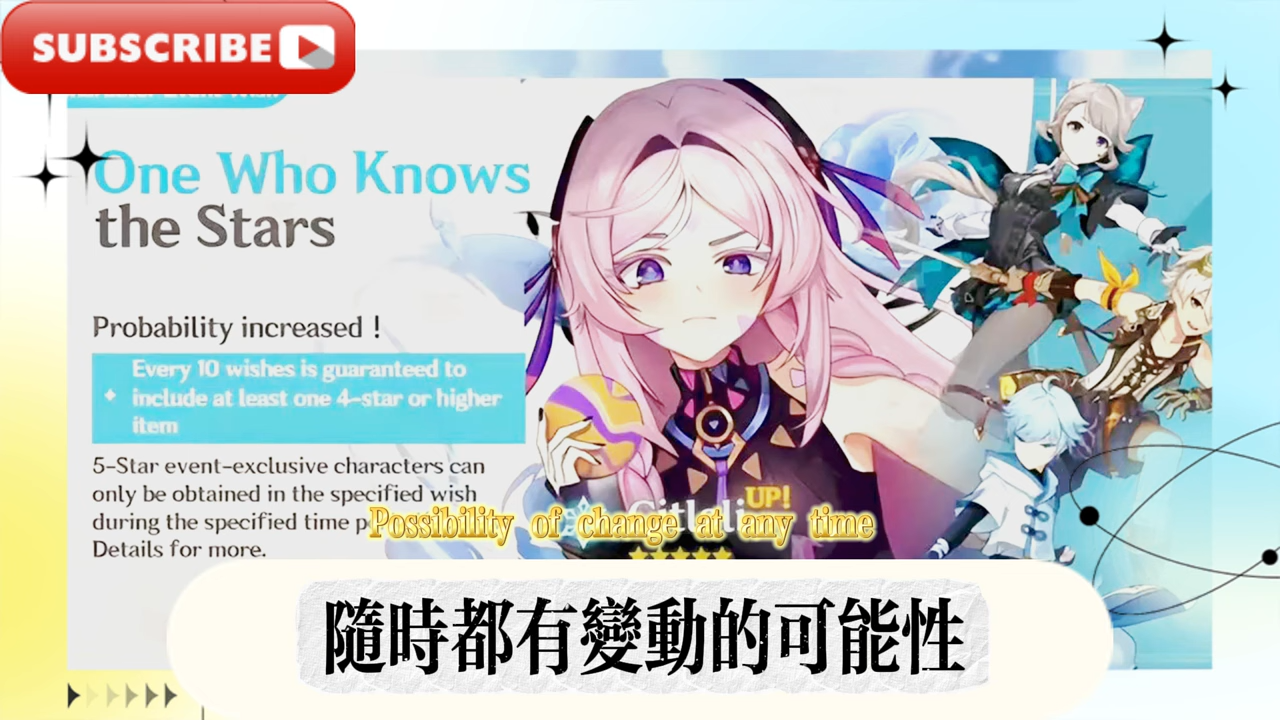 SUBSCRIBE
One Who Knows
the Stars
Probability increased !
Every 10 wishes is guaranteed to
include at least one 4-star or higher
item
5-Star event-exclusive characters can
only be obtained in the specified wish
during the specified time
Details for more.
UP!
Citlali
Possibility of change at any time
隨時都有變動的可能性